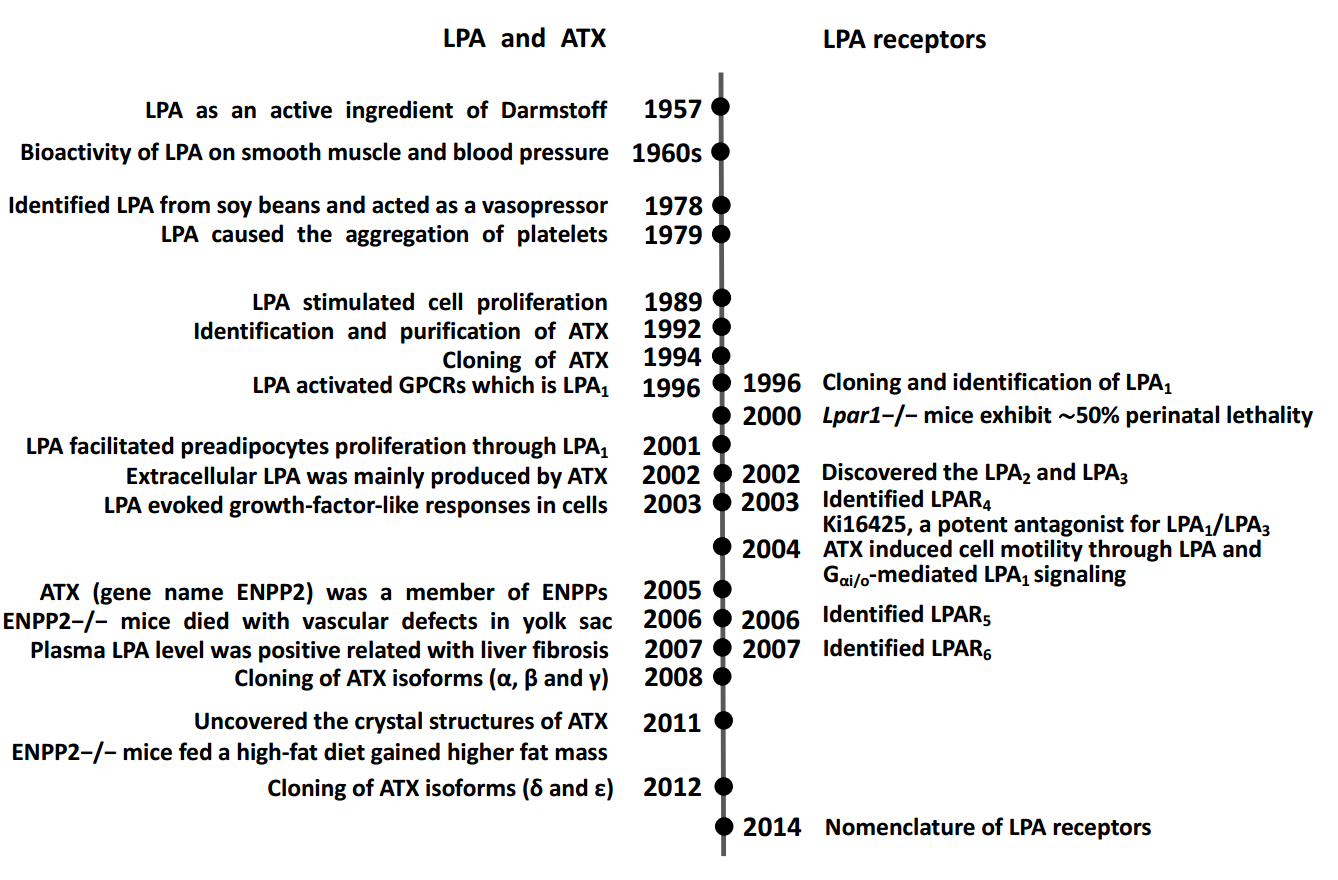 LPA and ATX
LPA receptors
LPA as an active ingredient of Darmstoff 1957
Bioactivity of LPA on smooth muscle and blood pressure 1960s
Identified LPA from soy beans and acted as a vasopressor 1978
LPA caused the aggregation of platelets 1979
LPA stimulated cell proliferation 1989
Identification and purification of ATX 1992
Cloning of ATX 1994
LPA activated GPCRs which is LPA₁ 1996
1996 Cloning and identification of LPA₁
2000 Lpar1−/− mice exhibit ~50% perinatal lethality
LPA facilitated preadipocytes proliferation through LPA₁ 2001
Extracellular LPA was mainly produced by ATX 2002
2002 Discovered the LPA₂ and LPA₃
LPA evoked growth-factor-like responses in cells 2003
2003 Identified LPAR₄
Ki16425, a potent antagonist for LPA₁/LPA₃
2004 ATX induced cell motility through LPA and
Gαi/o-mediated LPA₁ signaling
ATX (gene name ENPP2) was a member of ENPPs 2005
ENPP2−/− mice died with vascular defects in yolk sac 2006
2006 Identified LPAR₅
Plasma LPA level was positive related with liver fibrosis 2007
2007 Identified LPAR₆
Cloning of ATX isoforms (α, β and γ) 2008
Uncovered the crystal structures of ATX 2011
ENPP2−/− mice fed a high-fat diet gained higher fat mass
Cloning of ATX isoforms (δ and ε) 2012
2014 Nomenclature of LPA receptors